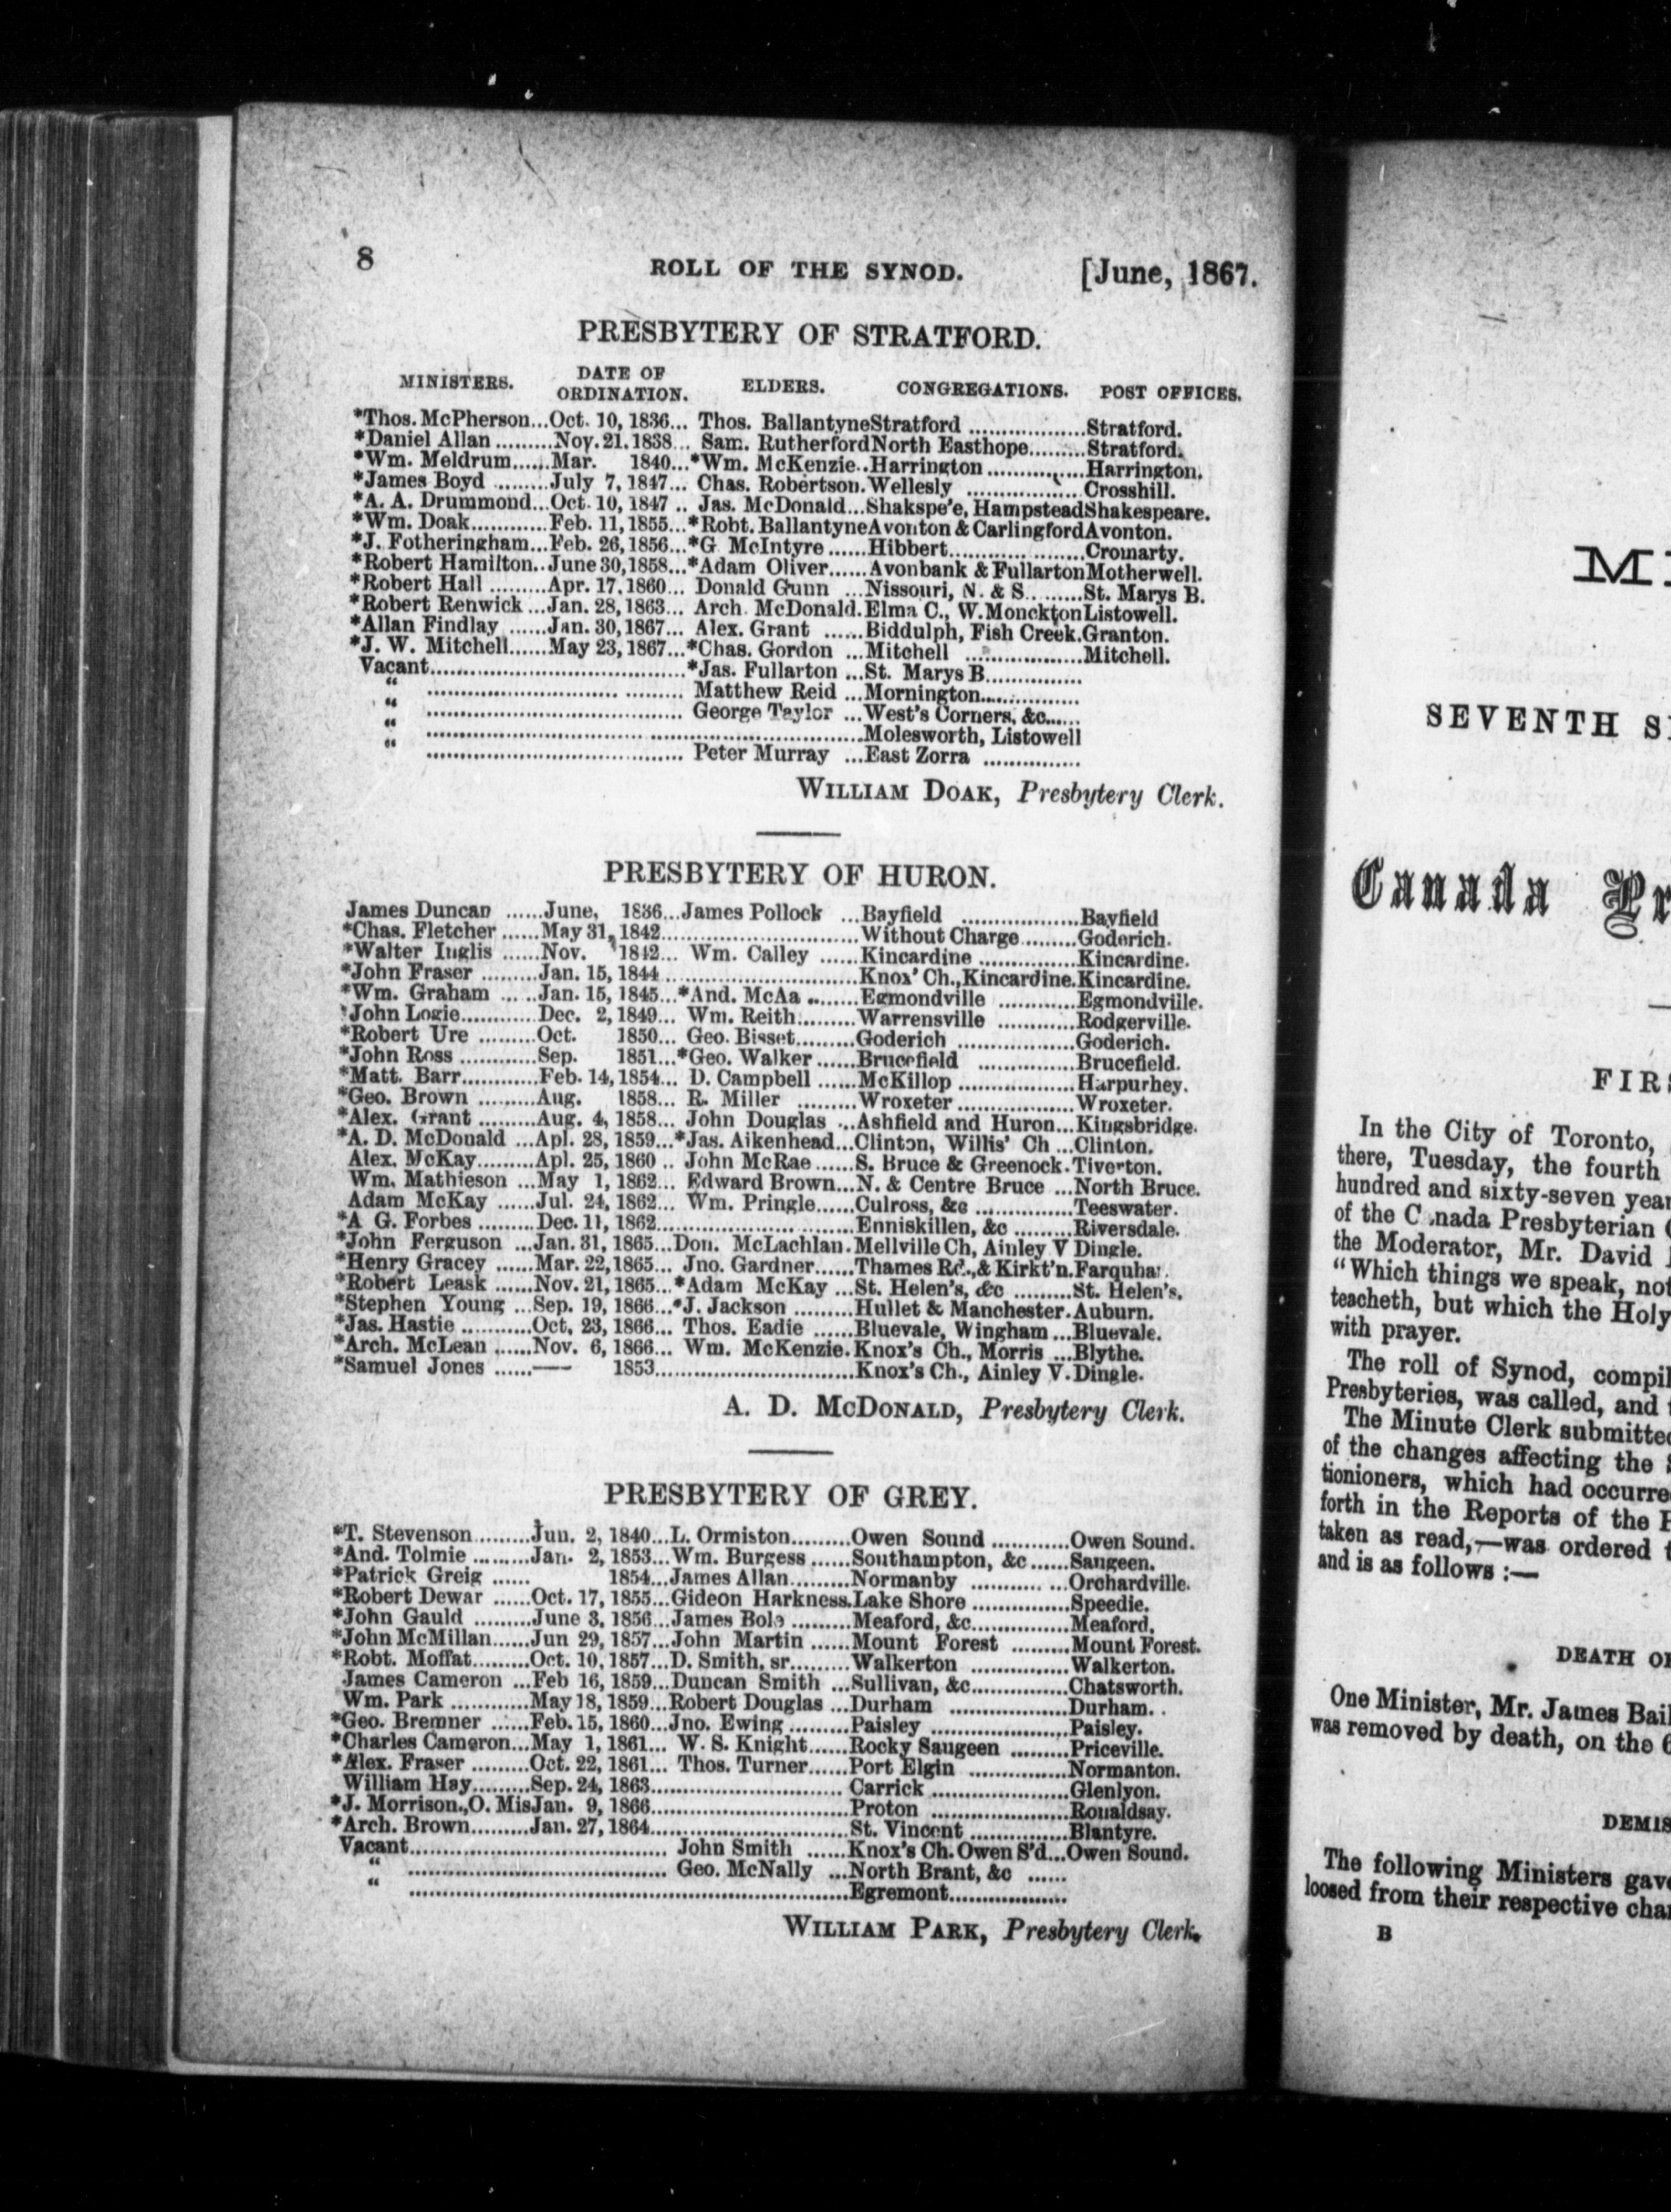 8 ROLL OF THE SYNOD. [June, 1867.
PRESBYTERY OF STRATFORD.
MINISTERS. DATE OF ORDINATION. ELDERS. CONGREGATIONS. POST OFFICES.
*Thos. McPherson...Oct. 10, 1836... Thos. Ballantyne Stratford ..................Stratford.
*Daniel Allan .........Nov. 21. 1838... Sam. Rutherford North Easthope.........Stratford.
*Wm. Meldrum......Mar. 1840...*Wm. McKenzie..Harrington ...............Harrington.
*James Boyd .........July 7, 1847... Chas. Robertson. Wellesly ..................Crosshill.
*A. A. Drummond...Oct. 10, 1847 .. Jas. McDonald...Shakspe'e, Hampstead Shakespeare.
*Wm. Doak............Feb. 11, 1855...*Robt. Ballantyne Avonton & Carlingford Avonton.
*J. Fotheringham...Feb. 26, 1856...*G McIntyre ......Hibbert.....................Cromarty.
*Robert Hamilton..June 30, 1858...*Adam Oliver......Avonbank & Fullarton Motherwell.
*Robert Hall .........Apr. 17. 1860... Donald Gunn ...Nissouri, N. & S..........St. Marys B.
*Robert Renwick ...Jan. 28, 1863... Arch. McDonald. Elma C., W. Monckton Listowell.
*Allan Findlay ......Jan. 30, 1867... Alex. Grant ......Biddulph, Fish Creek. Granton.
*J. W. Mitchell......May 23, 1867...*Chas. Gordon ...Mitchell ..................Mitchell.
Vacant.......................................*Jas. Fullarton ...St. Marys B...............
“ ....................................... Matthew Reid ...Mornington...............
“ ....................................... George Taylor ...West's Corners, &c......
“ .................................................................Molesworth, Listowell
“ ....................................... Peter Murray ...East Zorra ...............
WILLIAM DOAK, Presbytery Clerk.
PRESBYTERY OF HURON.
James Duncan ......June, 1836...James Pollock ...Bayfield ..................Bayfield
*Chas. Fletcher ......May 31, 1842..............................Without Charge.........Goderich.
*Walter Inglis ......Nov. 1842... Wm. Calley ......Kincardine ...............Kincardine.
*John Fraser .........Jan. 15, 1844 ..............................Knox' Ch., Kincardine. Kincardine.
*Wm. Graham ......Jan. 15, 1845...*And. McAa .........Egmondville ............Egmondville.
*John Logie............Dec. 2, 1849... Wm. Reith.........Warrensville ............Rodgerville.
*Robert Ure .........Oct. 1850... Geo. Bisset.........Goderich ..................Goderich.
*John Ross ............Sep. 1851...*Geo. Walker ......Brucefield ...............Brucefield.
*Matt. Barr............Feb. 14, 1854... D. Campbell ......McKillop ..................Harpurhey.
*Geo. Brown .........Aug. 1858... R. Miller .........Wroxeter ..................Wroxeter.
*Alex. Grant .........Aug. 4, 1858... John Douglas ...Ashfield and Huron...Kingsbridge.
*A. D. McDonald ...Apl. 28, 1859...*Jas. Aikenhead...Clinton, Willis' Ch ...Clinton.
Alex. McKay.........Apl. 25, 1860 .. John McRae ......S. Bruce & Greenock. Tiverton.
Wm. Mathieson ...May 1, 1862... Edward Brown...N. & Centre Bruce ...North Bruce.
Adam McKay ......Jul. 24, 1862... Wm. Pringle......Culross, &c ...............Teeswater.
*A G. Forbes .........Dec. 11, 1862..............................Enniskillen, &c .........Riversdale.
*John Ferguson ...Jan. 31, 1865...Don. McLachlan. Mellville Ch, Ainley V Dingle.
*Henry Gracey ......Mar. 22, 1865... Jno. Gardner......Thames Rd., & Kirkt'n. Farquhar.
*Robert Leask ......Nov. 21, 1865...*Adam McKay ...St. Helen's, &c .........St. Helen's.
*Stephen Young ...Sep. 19, 1866...*J. Jackson .........Hullet & Manchester. Auburn.
*Jas. Hastie ............Oct. 23, 1866... Thos. Eadie ......Bluevale, Wingham ...Bluevale.
*Arch. McLean ......Nov. 6, 1866... Wm. McKenzie. Knox's Ch., Morris ...Blythe.
*Samuel Jones ......—— 1853..............................Knox's Ch., Ainley V. Dingle.
A. D. MCDONALD, Presbytery Clerk.
PRESBYTERY OF GREY.
*T. Stevenson.........Jun. 2, 1840...L. Ormiston.........Owen Sound ............Owen Sound.
*And. Tolmie .........Jan. 2, 1853...Wm. Burgess ......Southampton, &c ......Saugeen.
*Patrick Greig ...... 1854...James Allan.........Normanby ...............Orchardville.
*Robert Dewar ......Oct. 17, 1855...Gideon Harkness. Lake Shore ...............Speedie.
*John Gauld .........June 3, 1856...James Bole .........Meaford, &c...............Meaford.
*John McMillan......Jun 29, 1857...John Martin ......Mount Forest .........Mount Forest.
*Robt. Moffat.........Oct. 10, 1857...D. Smith, sr.........Walkerton ...............Walkerton.
James Cameron ...Feb 16, 1859...Duncan Smith ...Sullivan, &c...............Chatsworth.
Wm. Park ............May 18, 1859...Robert Douglas ...Durham ..................Durham.
*Geo. Bremner ......Feb. 15, 1860...Jno. Ewing .........Paisley .....................Paisley.
*Charles Cameron...May 1, 1861... W. S. Knight......Rocky Saugeen .........Priceville.
*Alex. Fraser .........Oct. 22, 1861... Thos. Turner......Port Elgin ...............Normanton.
William Hay.........Sep. 24, 1863.............................. Carrick .....................Glenlyon.
*J. Morrison., O. Mis Jan. 9, 1866..............................Proton .....................Ronaldsay.
*Arch. Brown.........Jan. 27, 1864..............................St. Vincent ...............Blantyre.
Vacant....................................... John Smith ......Knox's Ch. Owen S'd...Owen Sound.
“ ....................................... Geo. McNally ...North Brant, &c ......
“ .................................................................Egremont..................
WILLIAM PARK, Presbytery Clerk.
SEVENTH
Canada
In the City of Toronto,
there, Tuesday, the fourth
hundred and sixty-seven
of the Canada Presbyterian
the Moderator, Mr. David
“Which things we speak, not
teacheth, but which the Holy
with prayer.
The roll of Synod,
Presbyteries, was called, and
The Minute Clerk
of the changes affecting the
tionioners, which had
forth in the Reports of the
taken as read,—was ordered
and is as follows :—
DEATH
One Minister, Mr. James
was removed by death, on the
The following Ministers
loosed from their respective
B